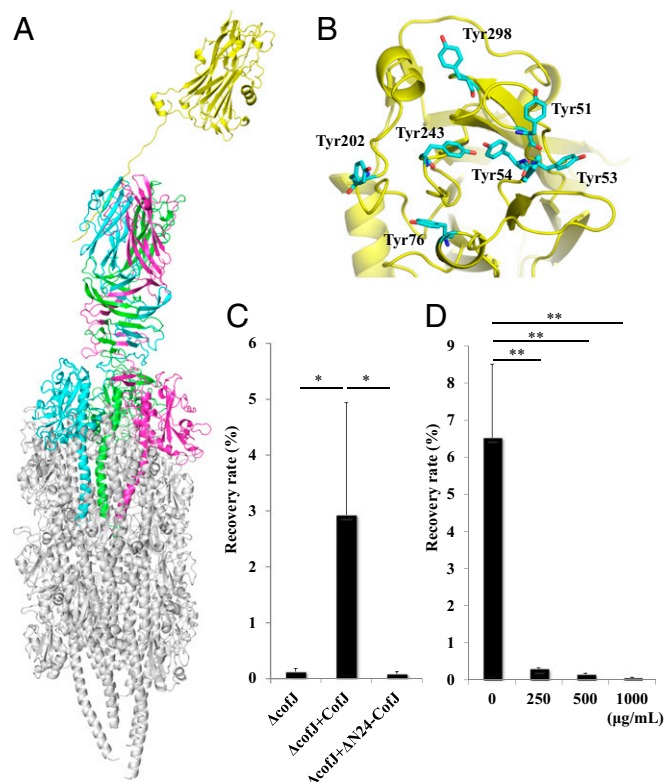 A
B
Tyr298
Tyr51
Tyr243
Tyr202
Tyr54
Tyr53
Tyr76
C
Recovery rate (%)
6
5
4
3
2
1
0
* *
ΔcofJ
ΔcofJ+CofJ
ΔcofJ+ΔN24-CofJ
D
Recovery rate (%)
9
8
7
6
5
4
3
2
1
0
**
**
**
0 250 500 1000
(μg/mL)